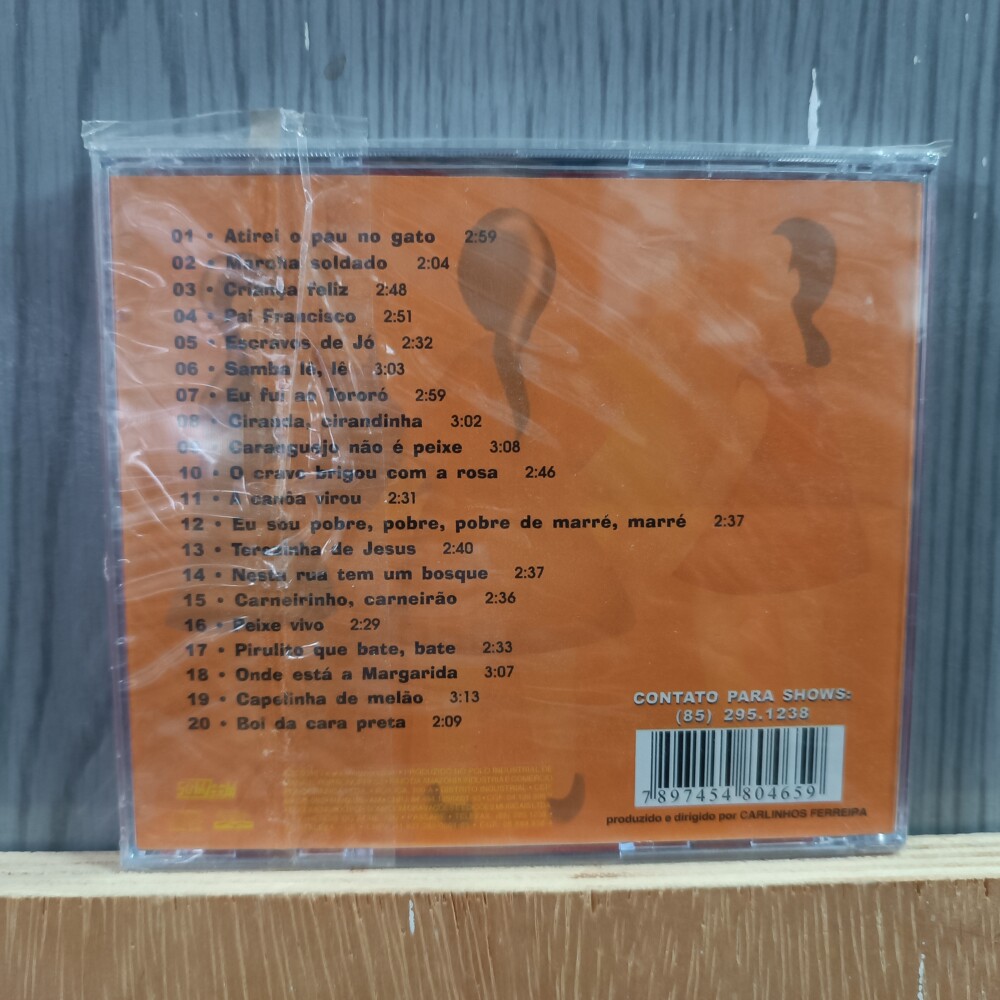 01 • Atirei o pau no gato 2:59
02 • Marcha soldado 2:04
03 • Criança feliz 2:48
04 • Pai Francisco 2:51
05 • Escravos de Jó 2:32
06 • Samba lê, lê 3:03
07 • Eu fui ao Tororó 2:59
08 • Ciranda, cirandinha 3:02
09 • Caranguejo não é peixe 3:08
10 • O cravo brigou com a rosa 2:46
11 • A canôa virou 2:31
12 • Eu sou pobre, pobre, pobre de marré, marré 2:37
13 • Terezinha de Jesus 2:40
14 • Nesta rua tem um bosque 2:37
15 • Carneirinho, carneirão 2:36
16 • Peixe vivo 2:29
17 • Pirulito que bate, bate 2:33
18 • Onde está a Margarida 3:07
19 • Capelinha de melão 3:13
20 • Boi da cara preta 2:09
CONTATO PARA SHOWS:
(85) 295.1238
7 897454 804659
produzido e dirigido por CARLINHOS FERREIRA